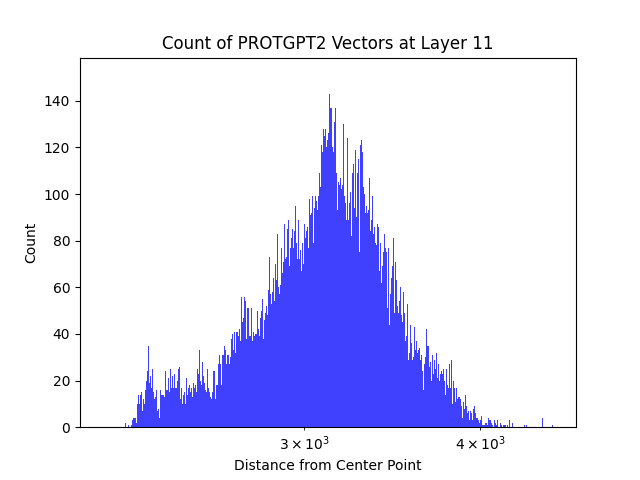 Count of PROTGPT2 Vectors at Layer 11
Count
140
120
100
80
60
40
20
0
3 × 10³
4 × 10³
Distance from Center Point